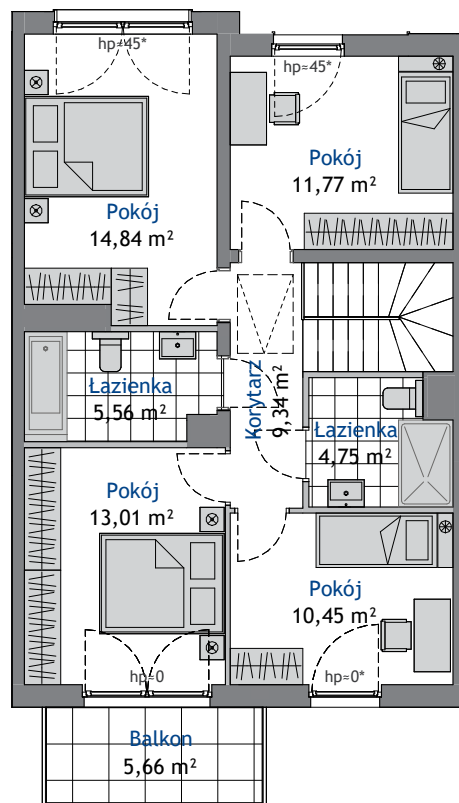 hp≈45*
hp≈45*
Pokój
11,77 m²
Pokój
14,84 m²
Korytarz
9,34 m²
Łazienka
5,56 m²
Łazienka
4,75 m²
Pokój
13,01 m²
Pokój
10,45 m²
hp≈0
hp≈0*
Balkon
5,66 m²